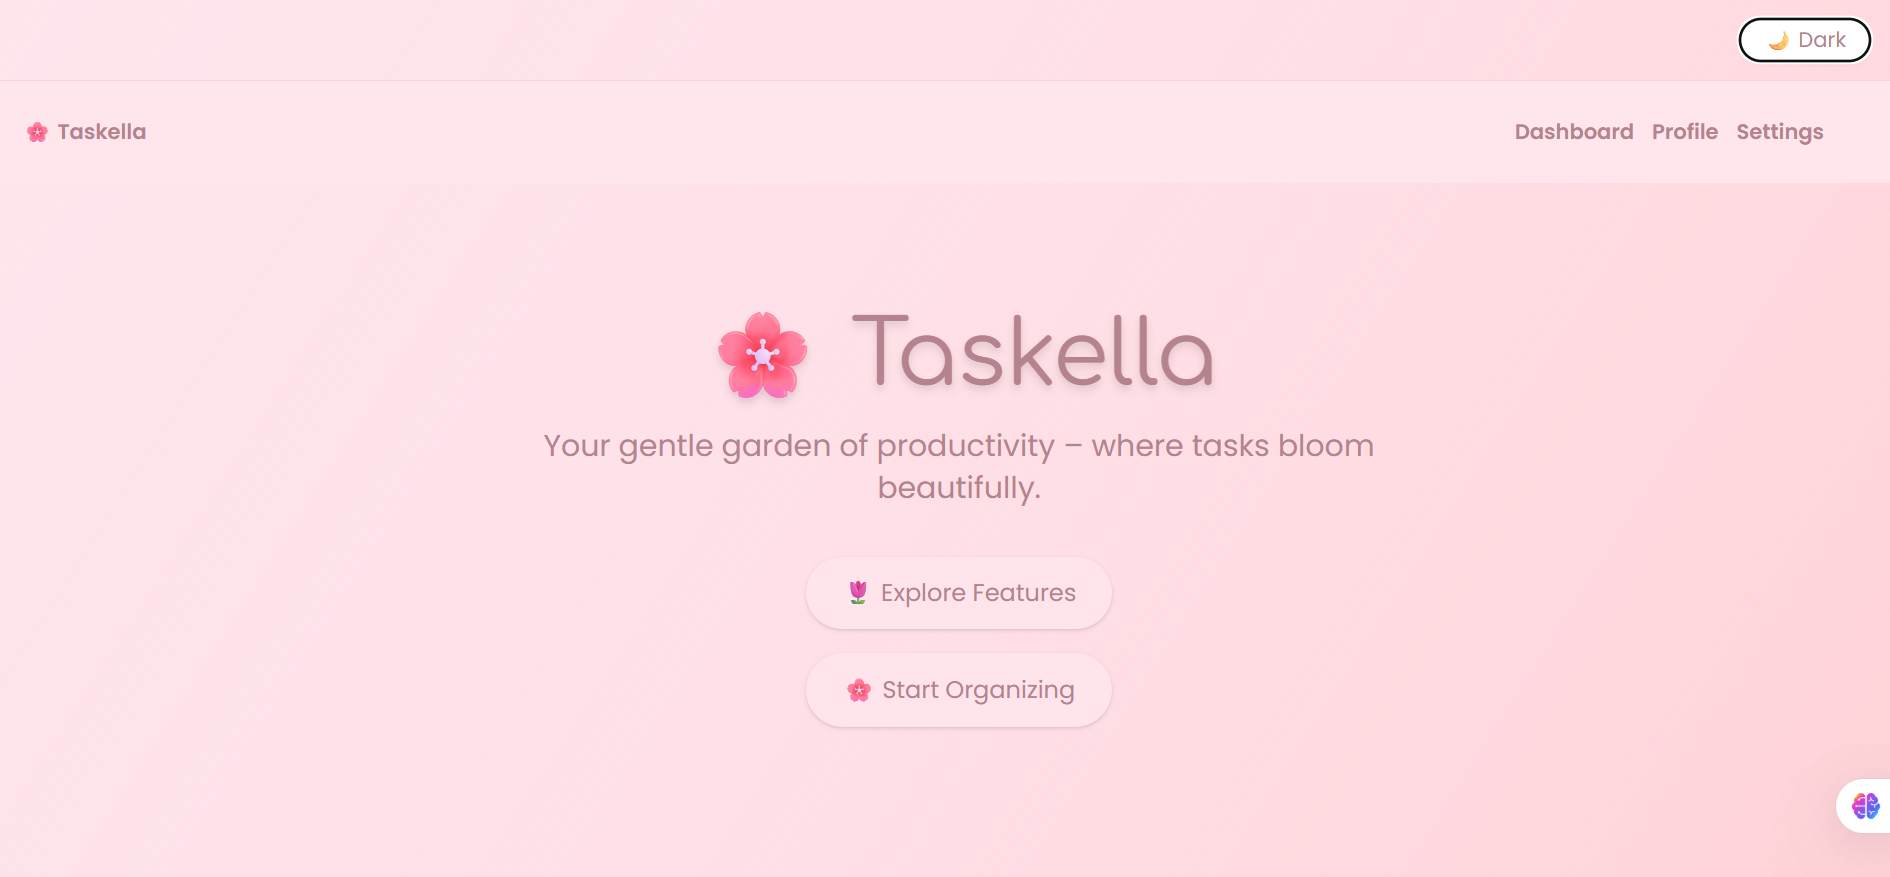 🌙 Dark
🌸 Taskella
Dashboard Profile Settings
🌸 Taskella
Your gentle garden of productivity – where tasks bloom
beautifully.
🌷 Explore Features
🌸 Start Organizing